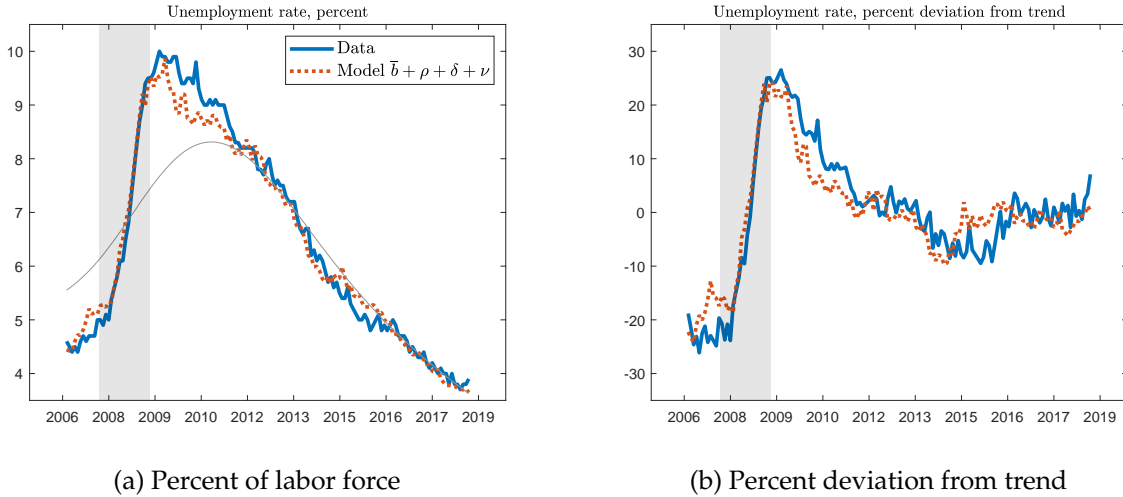 Unemployment rate, percent
10
9
8
7
6
5
4
2006 2008 2009 2010 2012 2013 2015 2016 2017 2019
Data
Model b̅ + ρ + δ + ν
(a) Percent of labor force
Unemployment rate, percent deviation from trend
30
20
10
0
-10
-20
-30
2006 2008 2009 2010 2012 2013 2015 2016 2017 2019
(b) Percent deviation from trend